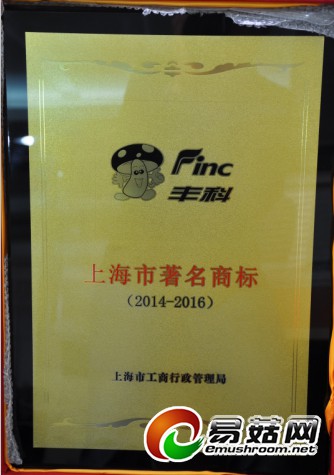 Finc
丰科
上海市著名商标
(2014-2016)
上海市工商行政管理局
易菇网
emushroom.net